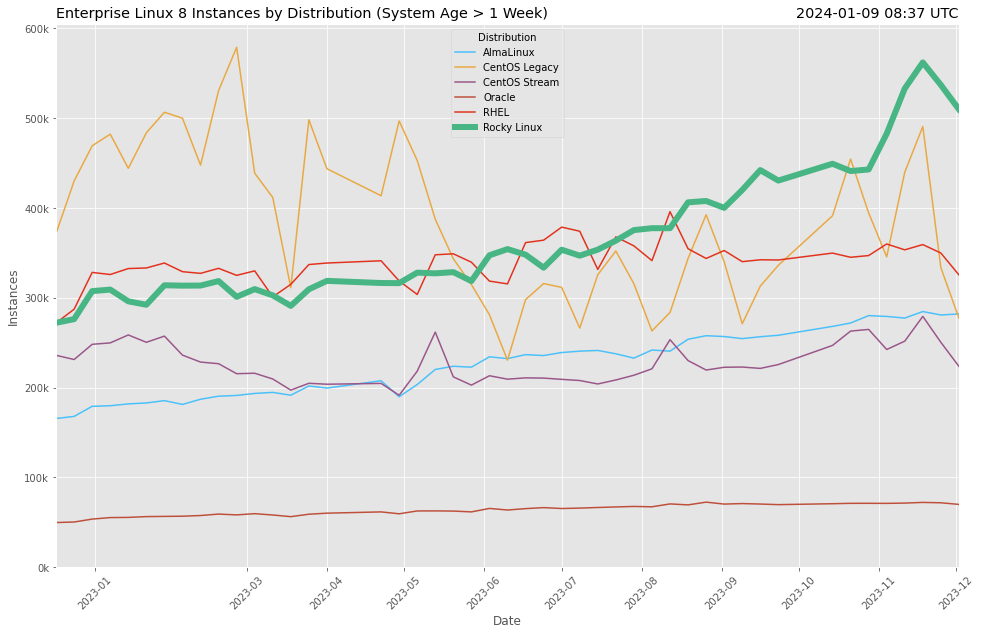 Enterprise Linux 8 Instances by Distribution (System Age > 1 Week)
2024-01-09 08:37 UTC
Distribution
AlmaLinux
CentOS Legacy
CentOS Stream
Oracle
RHEL
Rocky Linux
600k
500k
400k
300k
200k
100k
0k
Instances
2023-01
2023-03
2023-04
2023-05
2023-06
2023-07
2023-08
2023-09
2023-10
2023-11
2023-12
Date